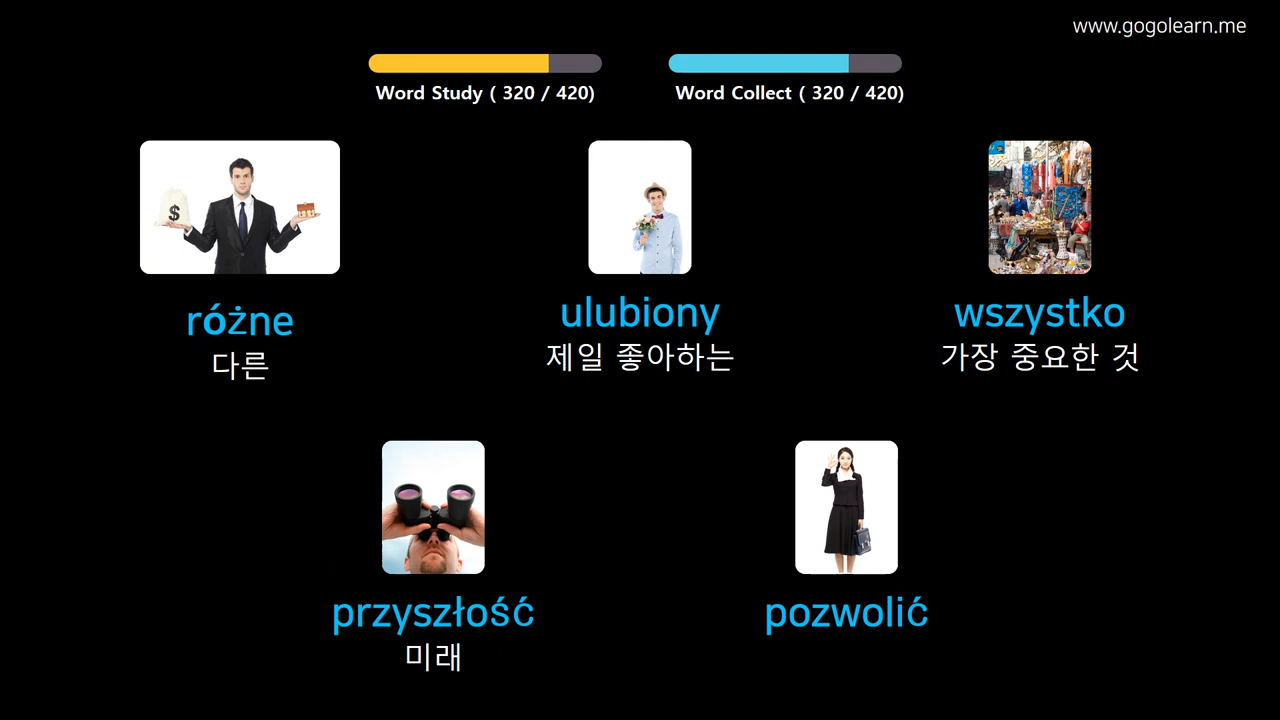 www.gogolearn.me
Word Study ( 320 / 420)
Word Collect ( 320 / 420)
$
różne
다른
ulubiony
제일 좋아하는
wszystko
가장 중요한 것
przyszłość
미래
pozwolić